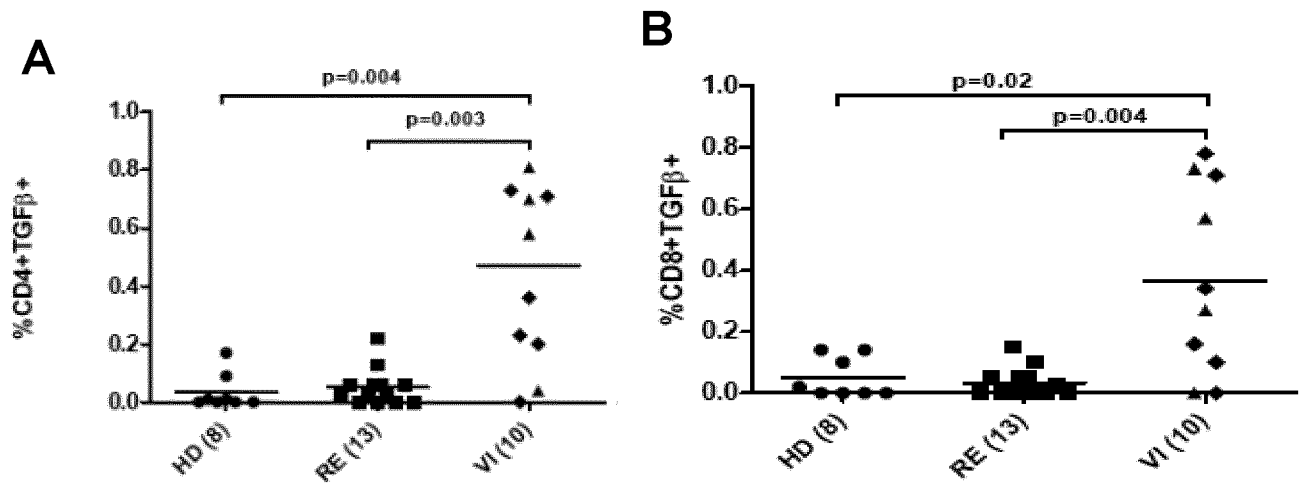 A
p=0.004
p=0.003
%CD4+TGFβ+
1.0
0.8
0.6
0.4
0.2
0.0
HD (8)
RE (13)
VI (10)
B
p=0.02
p=0.004
%CD8+TGFβ+
1.0
0.8
0.6
0.4
0.2
0.0
HD (8)
RE (13)
VI (10)